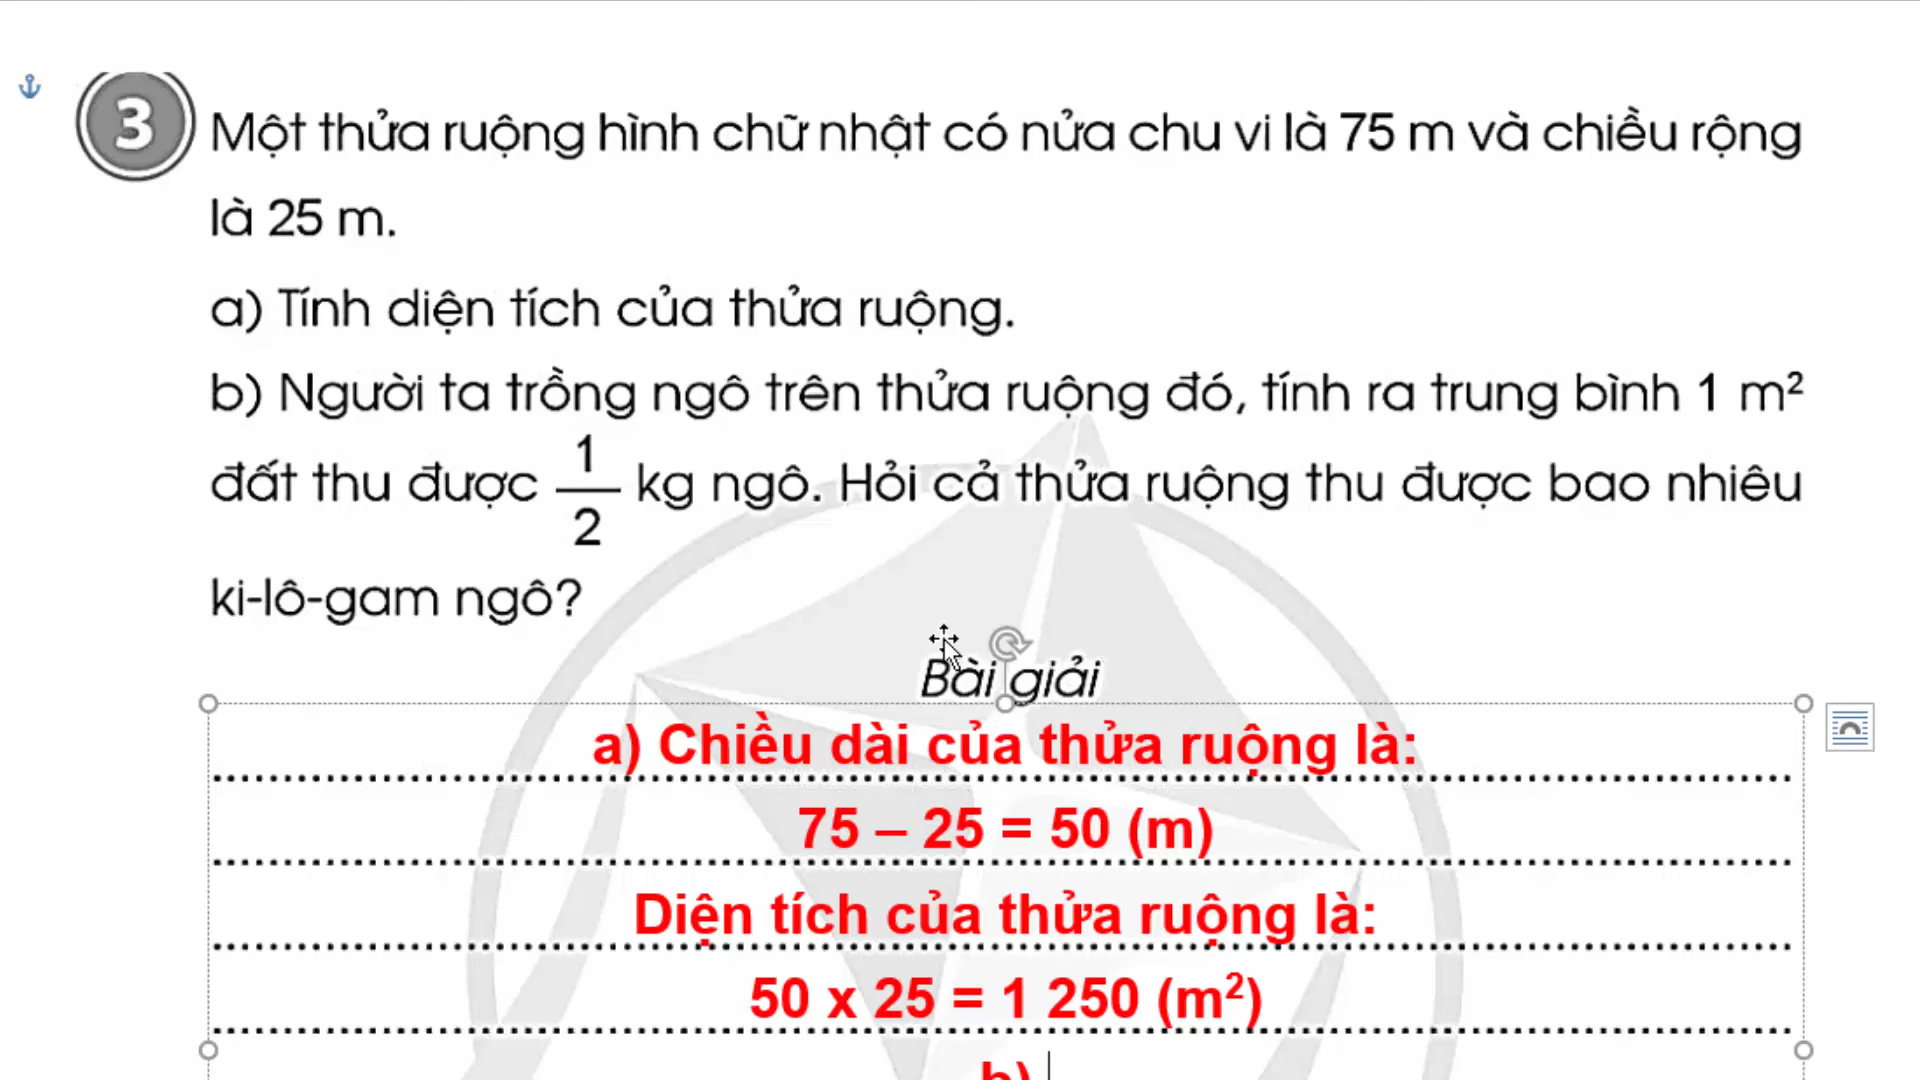 3 Một thửa ruộng hình chữ nhật có nửa chu vi là 75 m và chiều rộng
là 25 m.
a) Tính diện tích của thửa ruộng.
b) Người ta trồng ngô trên thửa ruộng đó, tính ra trung bình 1 m²
đất thu được 1/2 kg ngô. Hỏi cả thửa ruộng thu được bao nhiêu
ki-lô-gam ngô?
Bài giải
a) Chiều dài của thửa ruộng là:
75 – 25 = 50 (m)
Diện tích của thửa ruộng là:
50 x 25 = 1 250 (m²)
b)